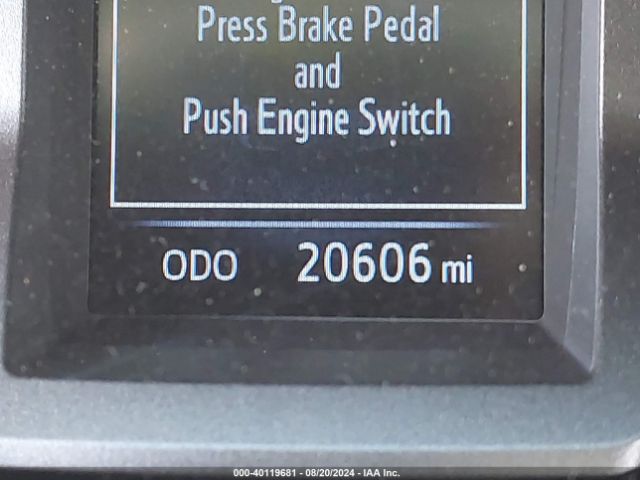 Press Brake Pedal
and
Push Engine Switch
ODO 20606 mi
000-40119681 - 08/20/2024 - IAA Inc.